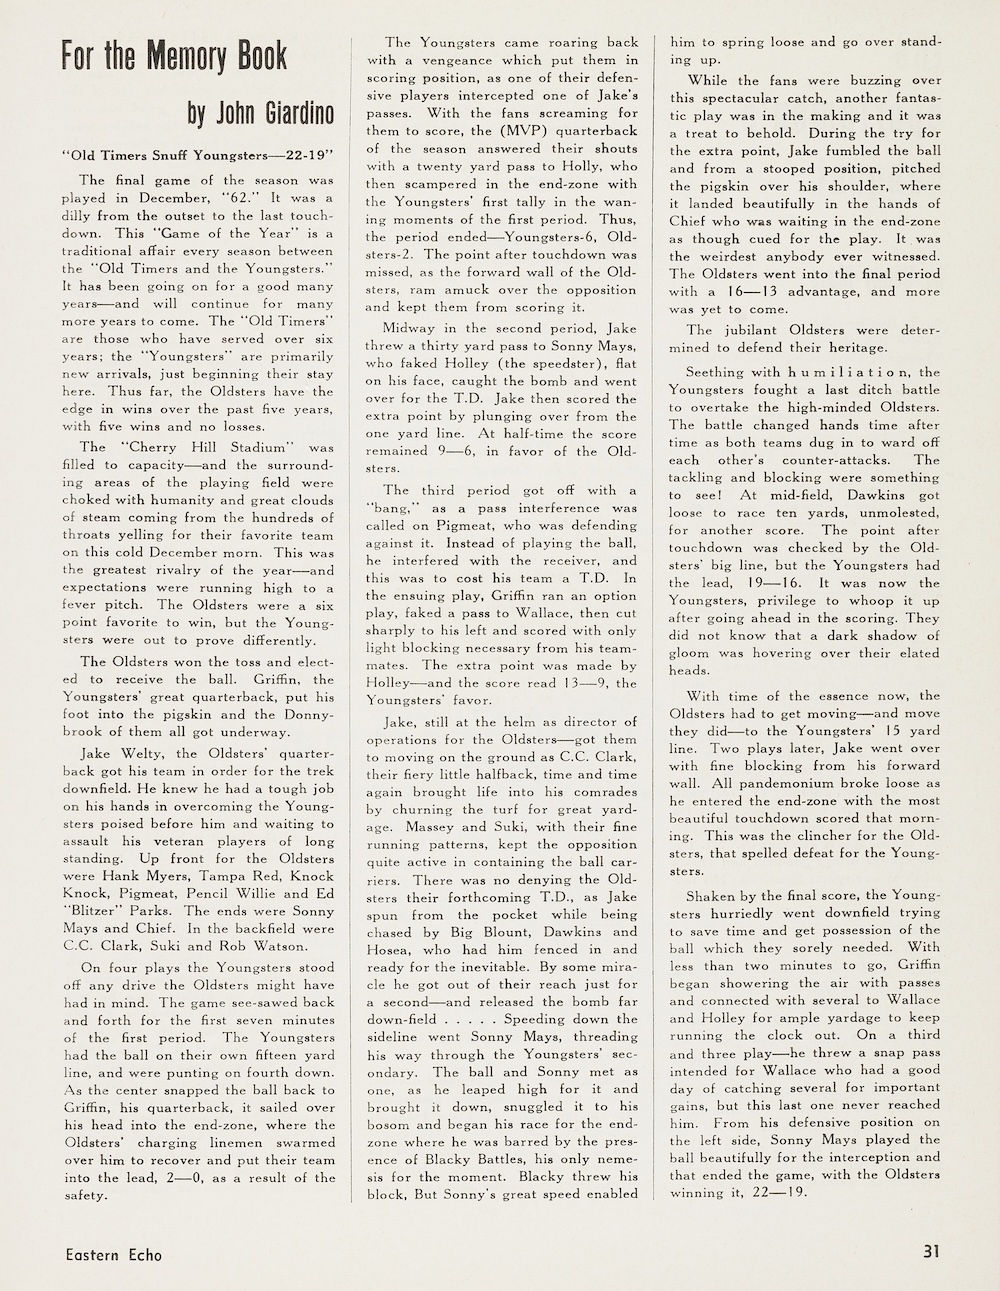 For the Memory Book
by John Giardino
"Old Timers Snuff Youngsters—22-19"
The final game of the season was
played in December, "62." It was a
dilly from the outset to the last touch-
down. This "Game of the Year" is a
traditional affair every season between
the "Old Timers and the Youngsters."
It has been going on for a good many
years—and will continue for many
more years to come. The "Old Timers"
are those who have served over six
years; the "Youngsters" are primarily
new arrivals, just beginning their stay
here. Thus far, the Oldsters have the
edge in wins over the past five years,
with five wins and no losses.
The "Cherry Hill Stadium" was
filled to capacity—and the surround-
ing areas of the playing field were
choked with humanity and great clouds
of steam coming from the hundreds of
throats yelling for their favorite team
on this cold December morn. This was
the greatest rivalry of the year—and
expectations were running high to a
fever pitch. The Oldsters were a six
point favorite to win, but the Young-
sters were out to prove differently.
The Oldsters won the toss and elect-
ed to receive the ball. Griffin, the
Youngsters' great quarterback, put his
foot into the pigskin and the Donny-
brook of them all got underway.
Jake Welty, the Oldsters' quarter-
back got his team in order for the trek
downfield. He knew he had a tough job
on his hands in overcoming the Young-
sters poised before him and waiting to
assault his veteran players of long
standing. Up front for the Oldsters
were Hank Myers, Tampa Red, Knock
Knock, Pigmeat, Pencil Willie and Ed
"Blitzer" Parks. The ends were Sonny
Mays and Chief. In the backfield were
C.C. Clark, Suki and Rob Watson.
On four plays the Youngsters stood
off any drive the Oldsters might have
had in mind. The game see-sawed back
and forth for the first seven minutes
of the first period. The Youngsters
had the ball on their own fifteen yard
line, and were punting on fourth down.
As the center snapped the ball back to
Griffin, his quarterback, it sailed over
his head into the end-zone, where the
Oldsters' charging linemen swarmed
over him to recover and put their team
into the lead, 2—0, as a result of the
safety.
The Youngsters came roaring back
with a vengeance which put them in
scoring position, as one of their defen-
sive players intercepted one of Jake's
passes. With the fans screaming for
them to score, the (MVP) quarterback
of the season answered their shouts
with a twenty yard pass to Holly, who
then scampered in the end-zone with
the Youngsters' first tally in the wan-
ing moments of the first period. Thus,
the period ended—Youngsters-6, Old-
sters-2. The point after touchdown was
missed, as the forward wall of the Old-
sters, ram amuck over the opposition
and kept them from scoring it.
Midway in the second period, Jake
threw a thirty yard pass to Sonny Mays,
who faked Holley (the speedster), flat
on his face, caught the bomb and went
over for the T.D. Jake then scored the
extra point by plunging over from the
one yard line. At half-time the score
remained 9—6, in favor of the Old-
sters.
The third period got off with a
"bang," as a pass interference was
called on Pigmeat, who was defending
against it. Instead of playing the ball,
he interfered with the receiver, and
this was to cost his team a T.D. In
the ensuing play, Griffin ran an option
play, faked a pass to Wallace, then cut
sharply to his left and scored with only
light blocking necessary from his team-
mates. The extra point was made by
Holley—and the score read 13—9, the
Youngsters' favor.
Jake, still at the helm as director of
operations for the Oldsters—got them
to moving on the ground as C.C. Clark,
their fiery little halfback, time and time
again brought life into his comrades
by churning the turf for great yard-
age. Massey and Suki, with their fine
running patterns, kept the opposition
quite active in containing the ball car-
riers. There was no denying the Old-
sters their forthcoming T.D., as Jake
spun from the pocket while being
chased by Big Blount, Dawkins and
Hosea, who had him fenced in and
ready for the inevitable. By some mira-
cle he got out of their reach just for
a second—and released the bomb far
down-field . . . . . Speeding down the
sideline went Sonny Mays, threading
his way through the Youngsters' sec-
ondary. The ball and Sonny met as
one, as he leaped high for it and
brought it down, snuggled it to his
bosom and began his race for the end-
zone where he was barred by the pres-
ence of Blacky Battles, his only neme-
sis for the moment. Blacky threw his
block, But Sonny's great speed enabled
him to spring loose and go over stand-
ing up.
While the fans were buzzing over
this spectacular catch, another fantas-
tic play was in the making and it was
a treat to behold. During the try for
the extra point, Jake fumbled the ball
and from a stooped position, pitched
the pigskin over his shoulder, where
it landed beautifully in the hands of
Chief who was waiting in the end-zone
as though cued for the play. It was
the weirdest anybody ever witnessed.
The Oldsters went into the final period
with a 16—13 advantage, and more
was yet to come.
The jubilant Oldsters were deter-
mined to defend their heritage.
Seething with humiliation, the
Youngsters fought a last ditch battle
to overtake the high-minded Oldsters.
The battle changed hands time after
time as both teams dug in to ward off
each other's counter-attacks. The
tackling and blocking were something
to see! At mid-field, Dawkins got
loose to race ten yards, unmolested,
for another score. The point after
touchdown was checked by the Old-
sters' big line, but the Youngsters had
the lead, 19—16. It was now the
Youngsters, privilege to whoop it up
after going ahead in the scoring. They
did not know that a dark shadow of
gloom was hovering over their elated
heads.
With time of the essence now, the
Oldsters had to get moving—and move
they did—to the Youngsters' 15 yard
line. Two plays later, Jake went over
with fine blocking from his forward
wall. All pandemonium broke loose as
he entered the end-zone with the most
beautiful touchdown scored that morn-
ing. This was the clincher for the Old-
sters, that spelled defeat for the Young-
sters.
Shaken by the final score, the Young-
sters hurriedly went downfield trying
to save time and get possession of the
ball which they sorely needed. With
less than two minutes to go, Griffin
began showering the air with passes
and connected with several to Wallace
and Holley for ample yardage to keep
running the clock out. On a third
and three play—he threw a snap pass
intended for Wallace who had a good
day of catching several for important
gains, but this last one never reached
him. From his defensive position on
the left side, Sonny Mays played the
ball beautifully for the interception and
that ended the game, with the Oldsters
winning it, 22—19.
Eastern Echo
31